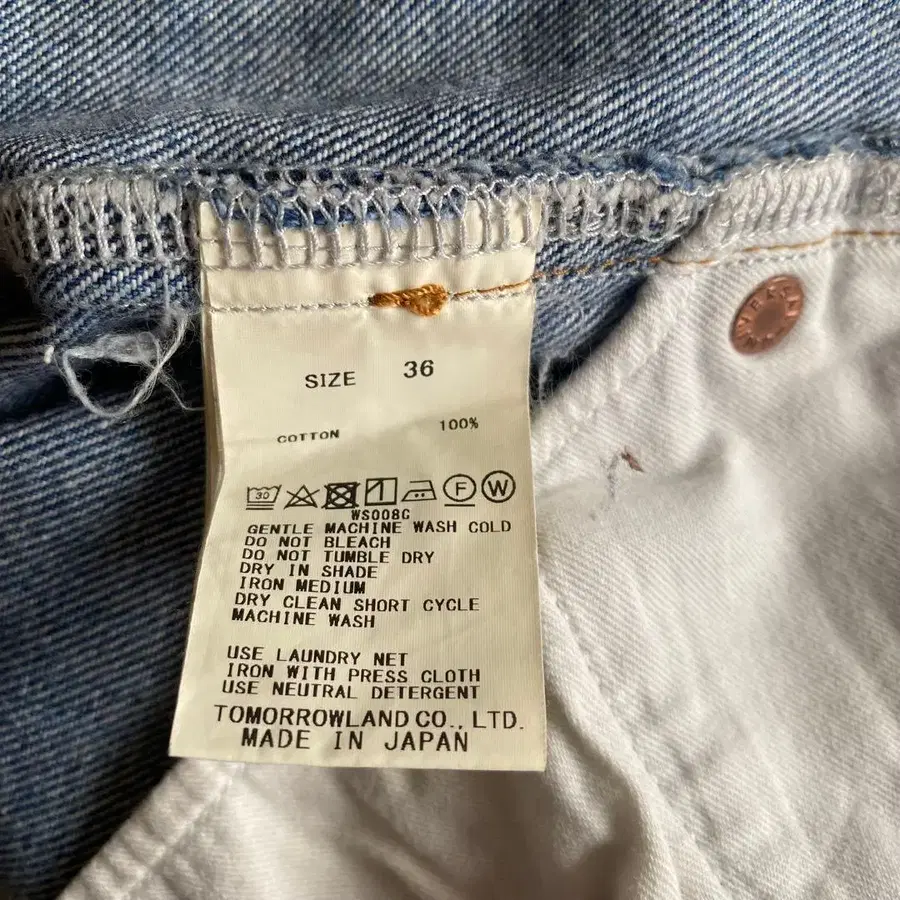 SIZE 36
COTTON 100%
30 F W
WS008C
GENTLE MACHINE WASH COLD
DO NOT BLEACH
DO NOT TUMBLE DRY
DRY IN SHADE
IRON MEDIUM
DRY CLEAN SHORT CYCLE
MACHINE WASH
USE LAUNDRY NET
IRON WITH PRESS CLOTH
USE NEUTRAL DETERGENT
TOMORROWLAND CO., LTD.
MADE IN JAPAN